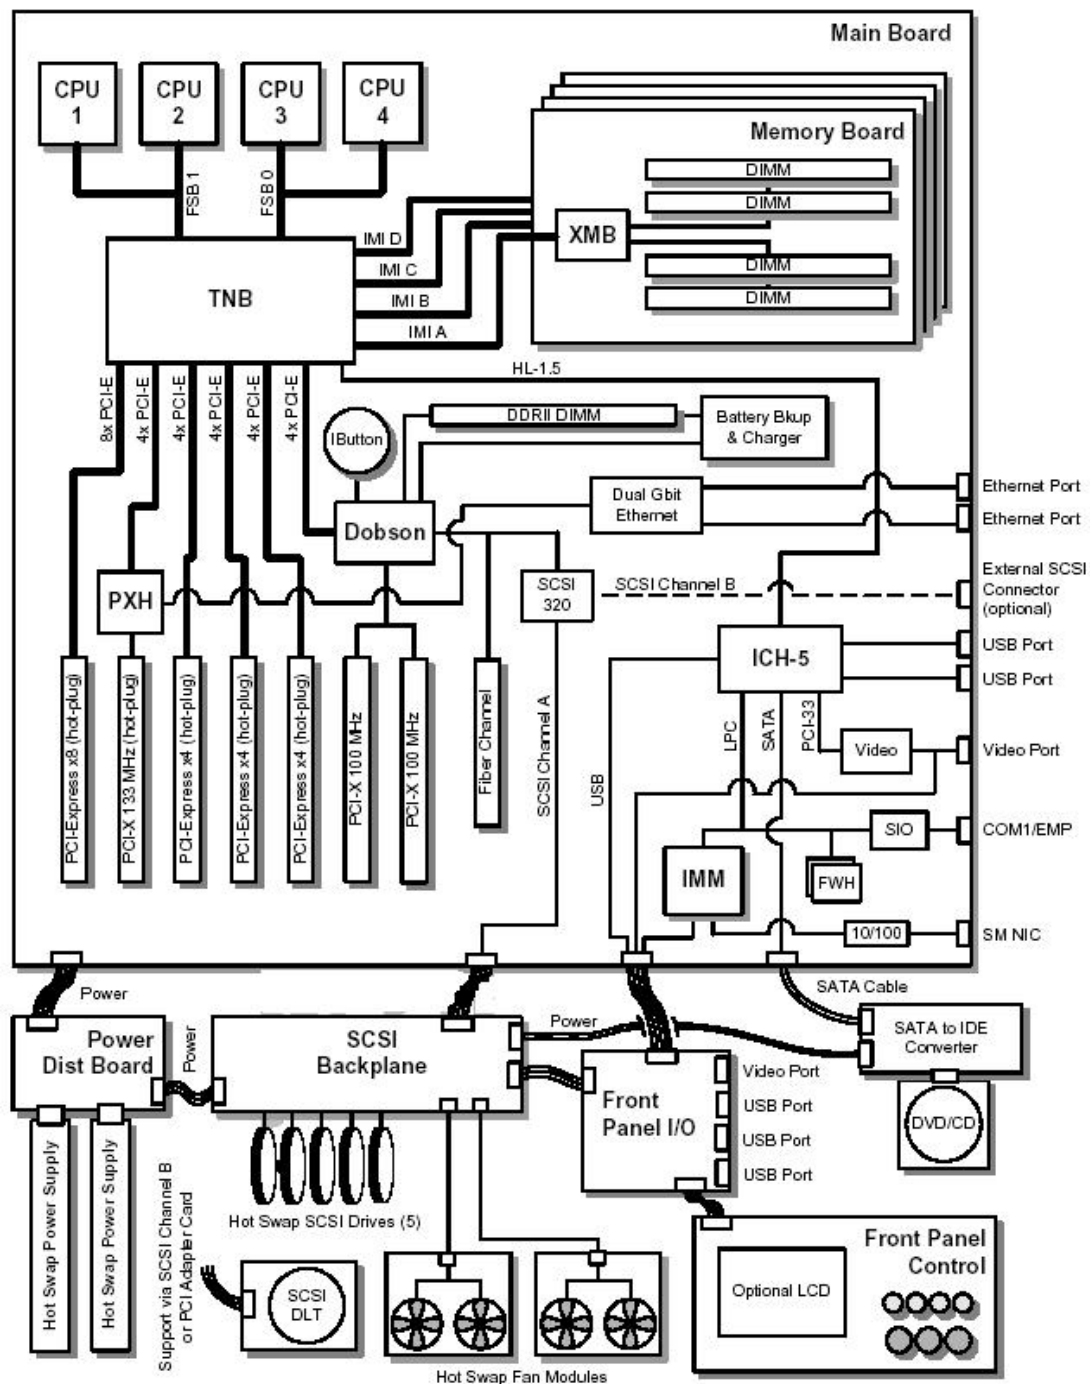 Main Board
CPU
1
CPU
2
CPU
3
CPU
4
FSB 1
FSB 0
Memory Board
DIMM
DIMM
XMB
DIMM
DIMM
IMI D
IMI C
IMI B
IMI A
TNB
HL-1.5
8x PCI-E
4x PCI-E
4x PCI-E
4x PCI-E
4x PCI-E
4x PCI-E
IButton
DDRII DIMM
Battery Bkup
& Charger
Dual Gbit
Ethernet
Ethernet Port
Ethernet Port
Dobson
PXH
SCSI
320
SCSI Channel B
External SCSI
Connector
(optional)
ICH-5
USB Port
USB Port
PCI-Express x8 (hot-plug)
PCI-X 133 MHz (hot-plug)
PCI-Express x4 (hot-plug)
PCI-Express x4 (hot-plug)
PCI-Express x4 (hot-plug)
PCI-X 100 MHz
PCI-X 100 MHz
Fiber Channel
SCSI Channel A
USB
LPC
SATA
PCI-33
Video
Video Port
SIO
COM1/EMP
IMM
FWH
10/100
SM NIC
Power
SATA Cable
Power
Dist Board
Power
SCSI
Backplane
Power
SATA to IDE
Converter
Front
Panel I/O
Video Port
USB Port
USB Port
USB Port
DVD/CD
Hot Swap Power Supply
Hot Swap Power Supply
Support via SCSI Channel B
or PCI Adapter Card
Hot Swap SCSI Drives (5)
SCSI
DLT
Hot Swap Fan Modules
Front Panel
Control
Optional LCD